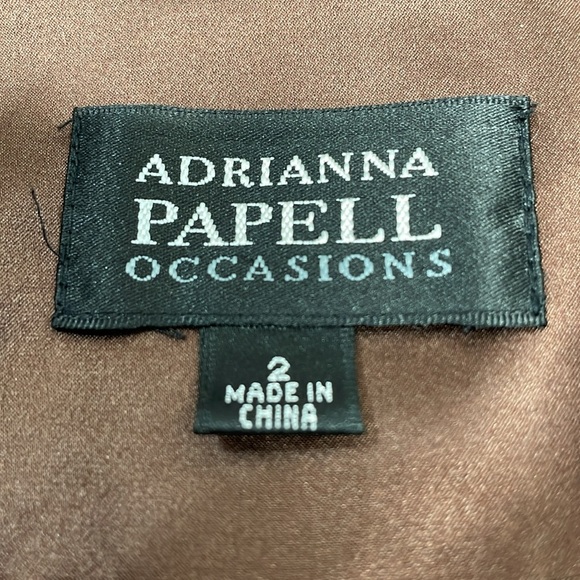 ADRIANNA
PAPELL
OCCASIONS
2
MADE IN
CHINA